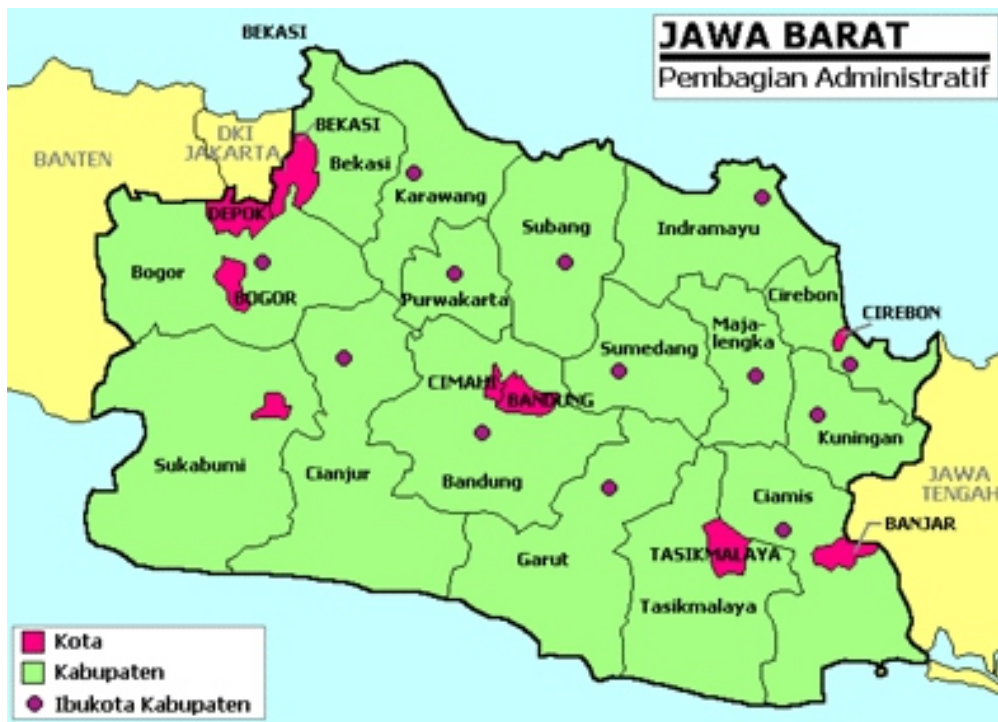 BEKASI
JAWA BARAT
Pembagian Administratif
BEKASI
DKI
JAKARTA
BANTEN
Bekasi
Karawang
DEPOK
Subang
Indramayu
Bogor
BOGOR
Purwakarta
Cirebon
CIREBON
Maja-
lengka
Sumedang
CIMAHI
BANDUNG
Kuningan
Sukabumi
Cianjur
Bandung
Ciamis
JAWA
TENGAH
BANJAR
Garut
TASIKMALAYA
Tasikmalaya
Kota
Kabupaten
Ibukota Kabupaten